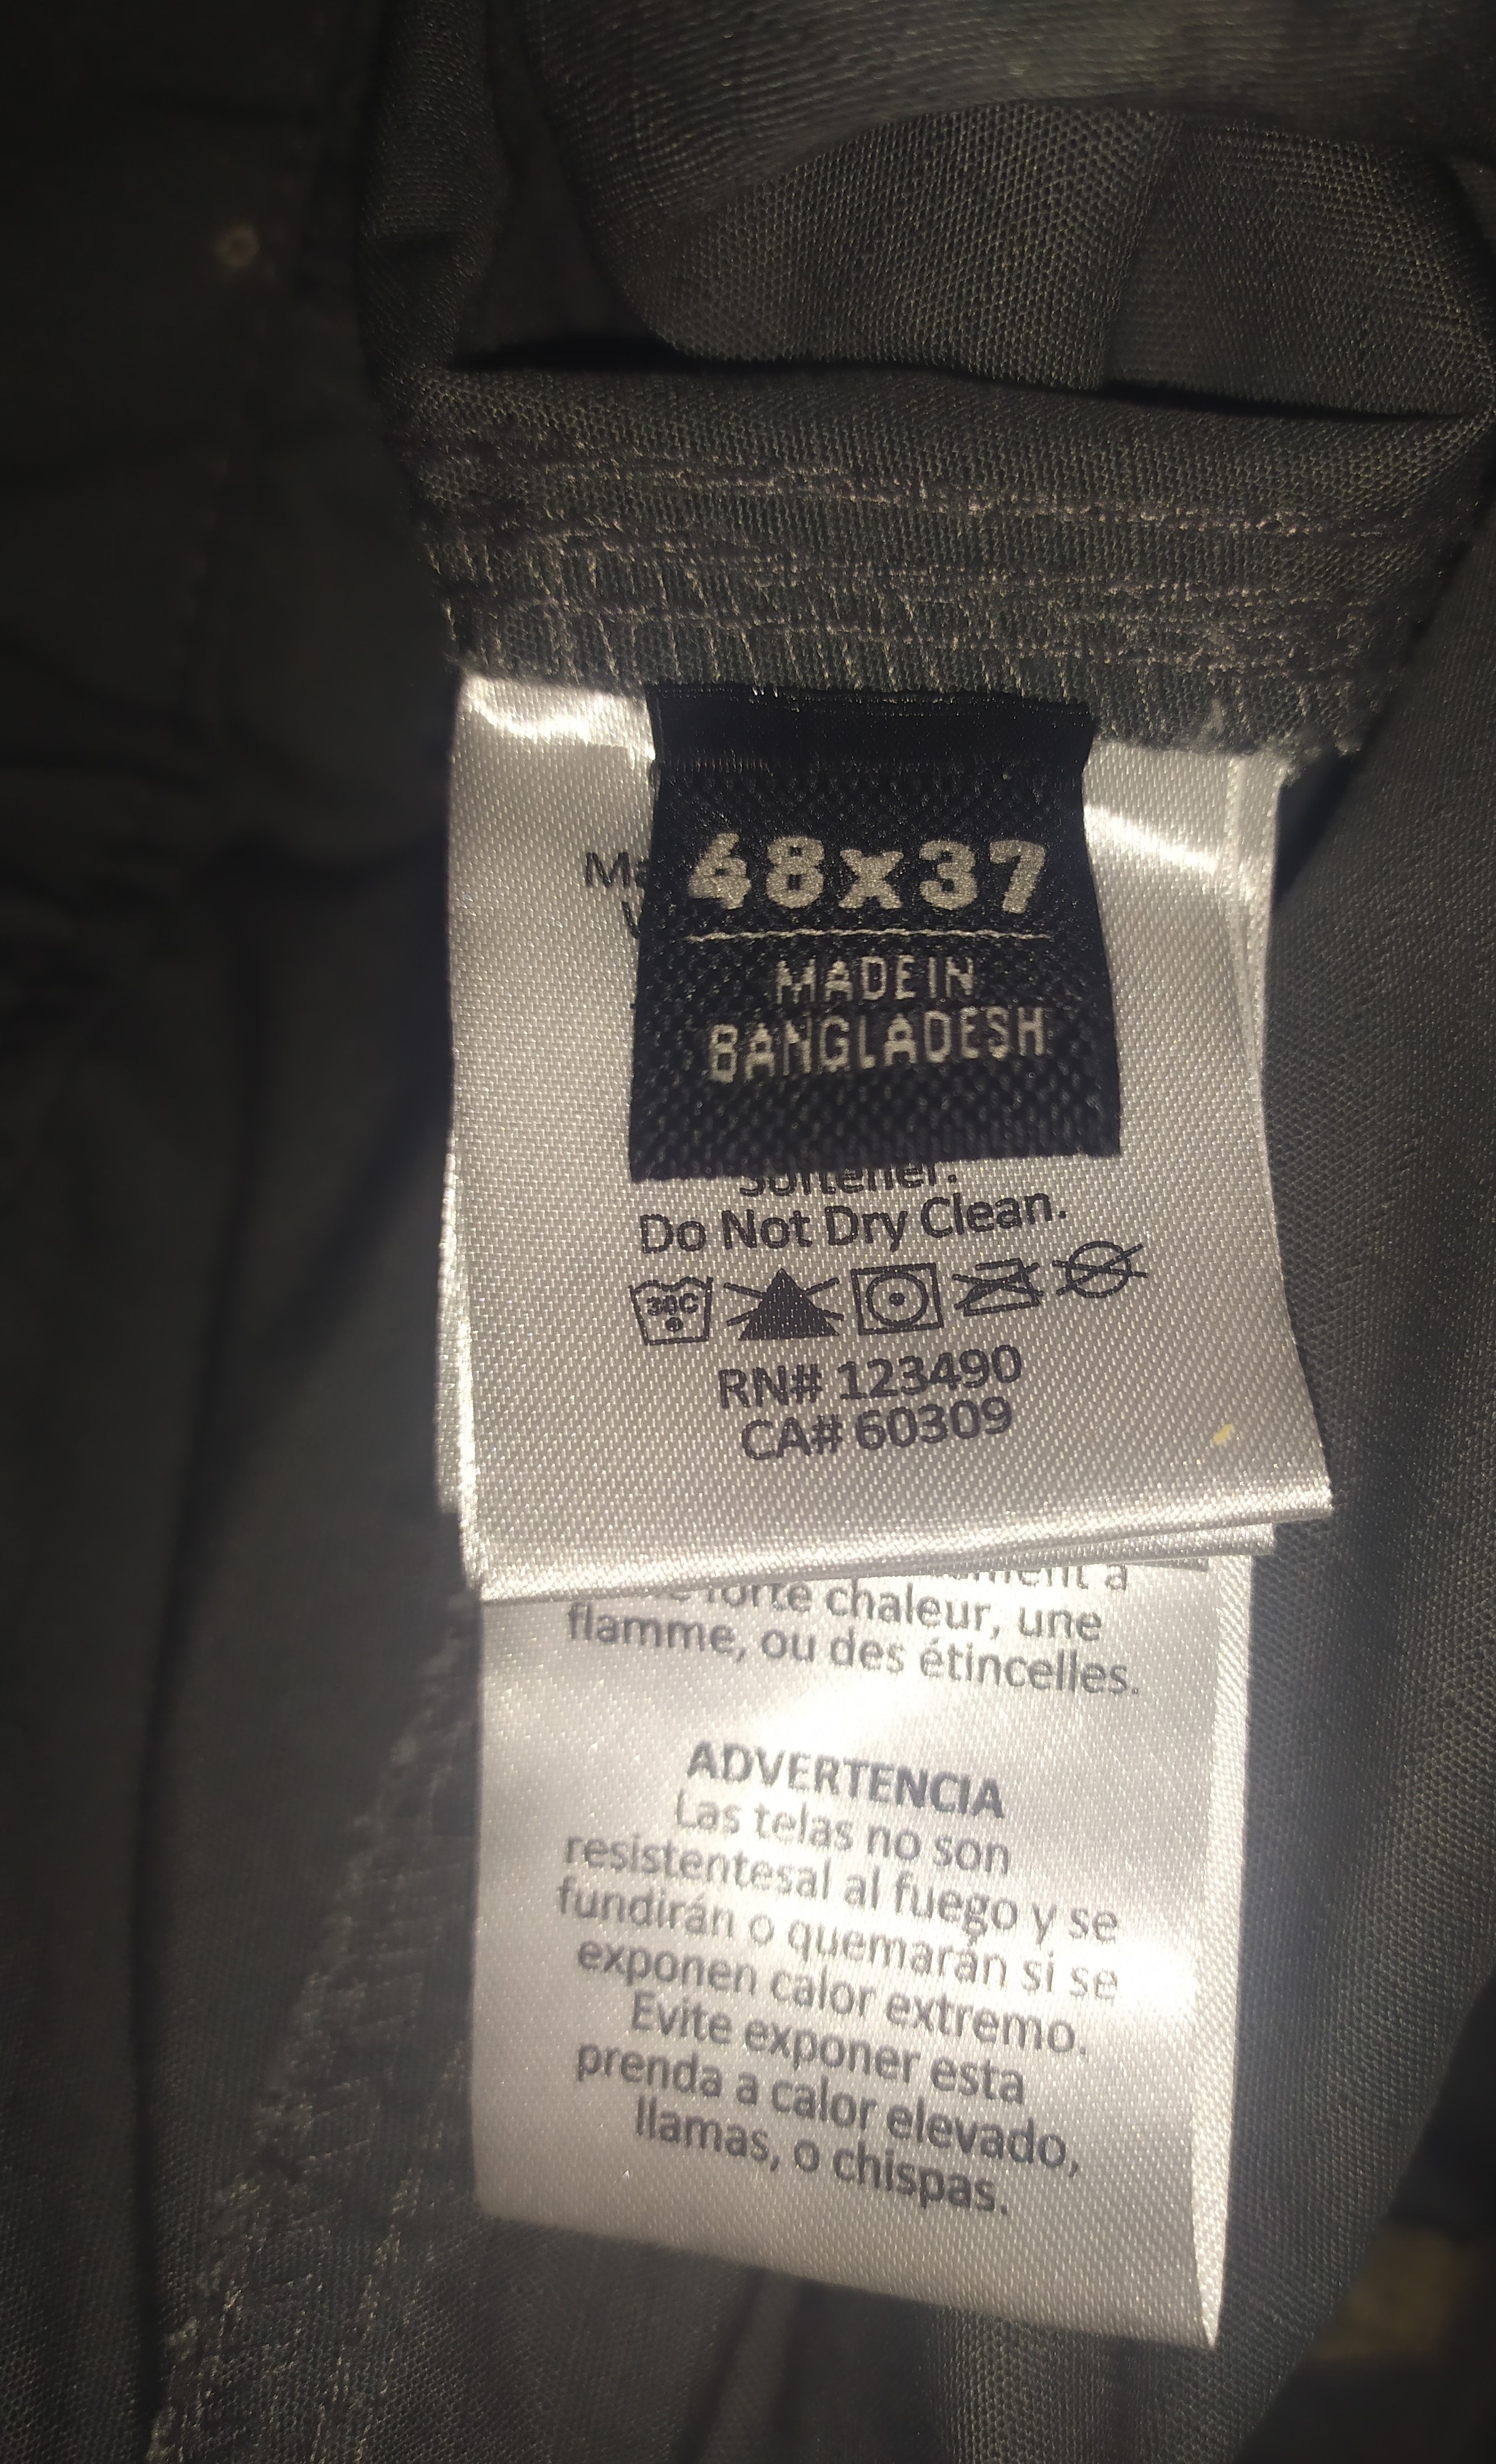 48x37
MADE IN
BANGLADESH
Softener.
Do Not Dry Clean.
30C
RN# 123490
CA# 60309
forte chaleur, une
flamme, ou des étincelles.
ADVERTENCIA
Las telas no son
resistentesal al fuego y se
fundirán o quemarán si se
exponen calor extremo.
Evite exponer esta
prenda a calor elevado,
llamas, o chispas.